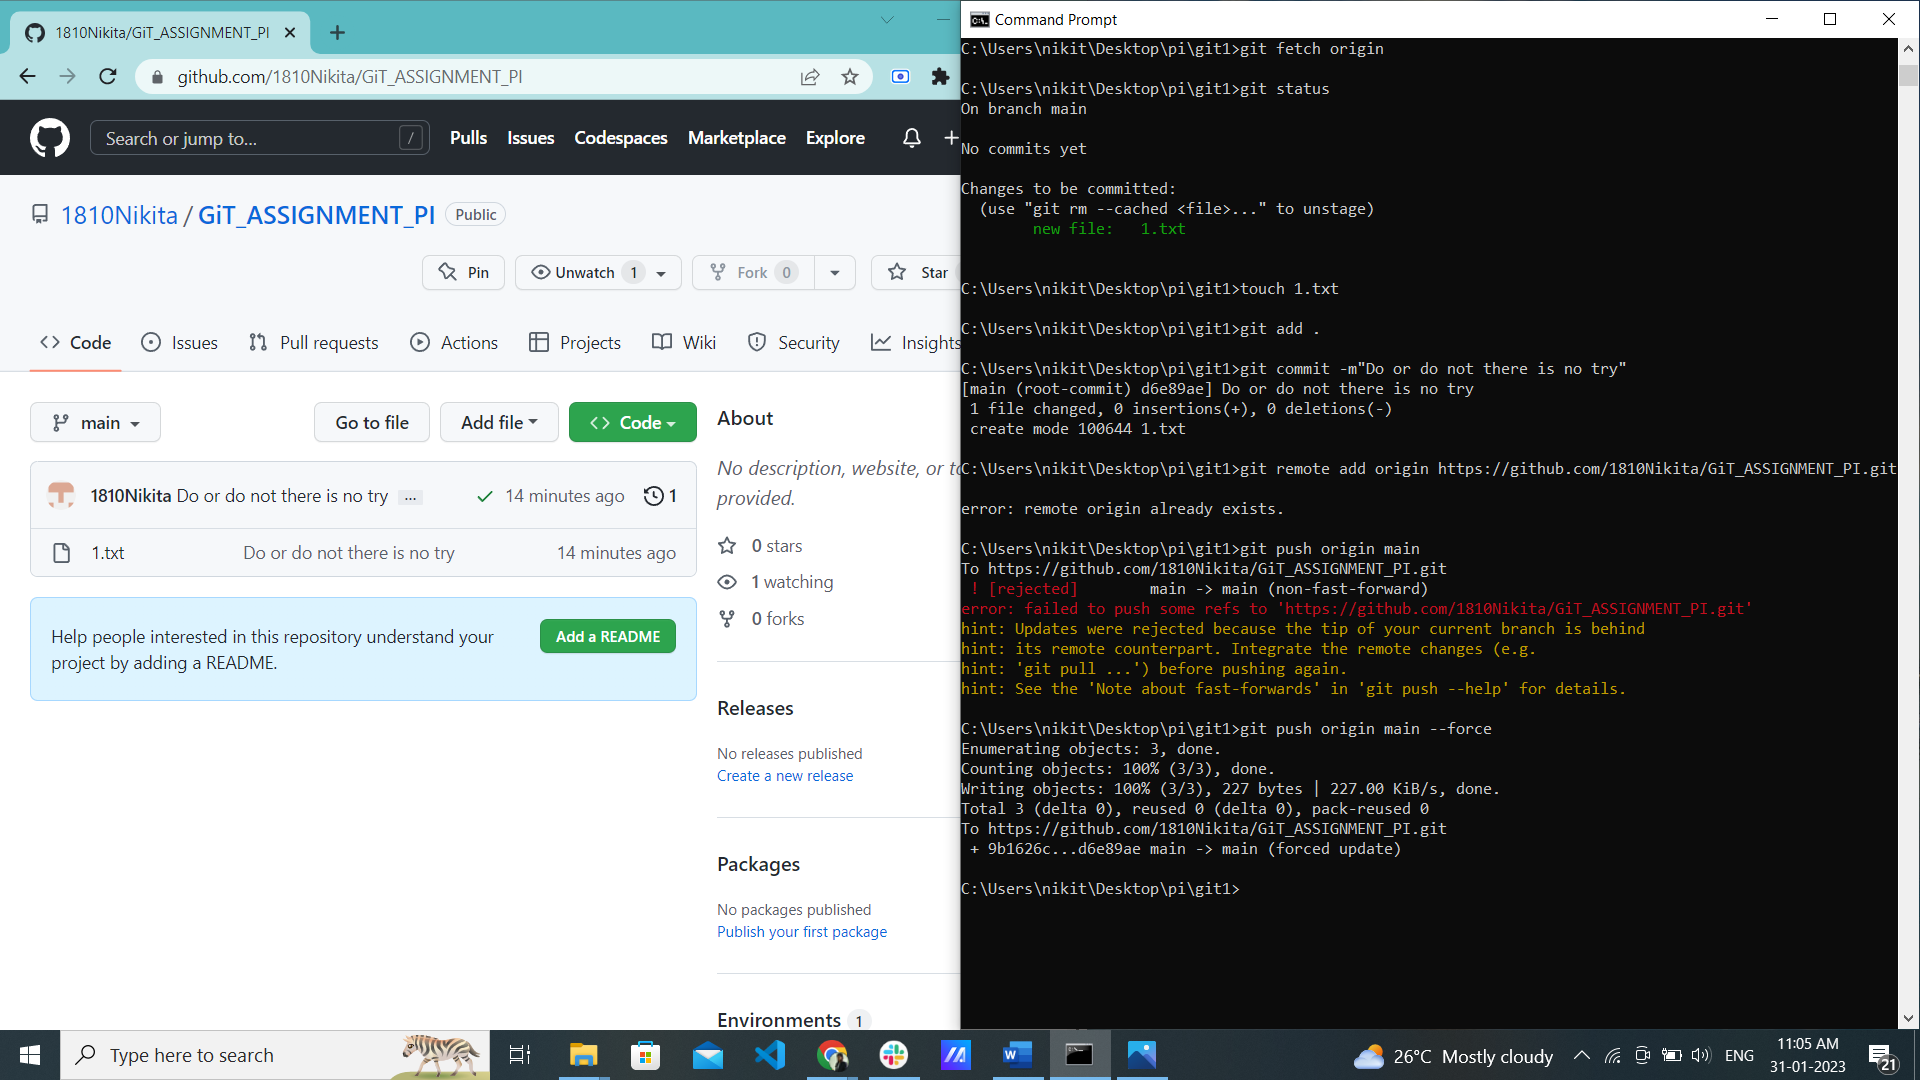 1810Nikita/GiT_ASSIGNMENT_PI
github.com/1810Nikita/GiT_ASSIGNMENT_PI
Search or jump to... /
Pulls Issues Codespaces Marketplace Explore
1810Nikita / GiT_ASSIGNMENT_PI Public
Pin Unwatch 1 Fork 0 Star
Code Issues Pull requests Actions Projects Wiki Security Insights
main Go to file Add file Code
1810Nikita Do or do not there is no try ... 14 minutes ago 1
1.txt Do or do not there is no try 14 minutes ago
Help people interested in this repository understand your
project by adding a README.
Add a README
About
No description, website, or to
provided.
0 stars
1 watching
0 forks
Releases
No releases published
Create a new release
Packages
No packages published
Publish your first package
Environments 1
Command Prompt
C:\Users\nikit\Desktop\pi\git1>git fetch origin
C:\Users\nikit\Desktop\pi\git1>git status
On branch main
No commits yet
Changes to be committed:
(use "git rm --cached <file>..." to unstage)
new file: 1.txt
C:\Users\nikit\Desktop\pi\git1>touch 1.txt
C:\Users\nikit\Desktop\pi\git1>git add .
C:\Users\nikit\Desktop\pi\git1>git commit -m"Do or do not there is no try"
[main (root-commit) d6e89ae] Do or do not there is no try
1 file changed, 0 insertions(+), 0 deletions(-)
create mode 100644 1.txt
C:\Users\nikit\Desktop\pi\git1>git remote add origin https://github.com/1810Nikita/GiT_ASSIGNMENT_PI.git
error: remote origin already exists.
C:\Users\nikit\Desktop\pi\git1>git push origin main
To https://github.com/1810Nikita/GiT_ASSIGNMENT_PI.git
! [rejected] main -> main (non-fast-forward)
error: failed to push some refs to 'https://github.com/1810Nikita/GiT_ASSIGNMENT_PI.git'
hint: Updates were rejected because the tip of your current branch is behind
hint: its remote counterpart. Integrate the remote changes (e.g.
hint: 'git pull ...') before pushing again.
hint: See the 'Note about fast-forwards' in 'git push --help' for details.
C:\Users\nikit\Desktop\pi\git1>git push origin main --force
Enumerating objects: 3, done.
Counting objects: 100% (3/3), done.
Writing objects: 100% (3/3), 227 bytes | 227.00 KiB/s, done.
Total 3 (delta 0), reused 0 (delta 0), pack-reused 0
To https://github.com/1810Nikita/GiT_ASSIGNMENT_PI.git
+ 9b1626c...d6e89ae main -> main (forced update)
C:\Users\nikit\Desktop\pi\git1>
Type here to search
26°C Mostly cloudy
ENG
11:05 AM
31-01-2023
21